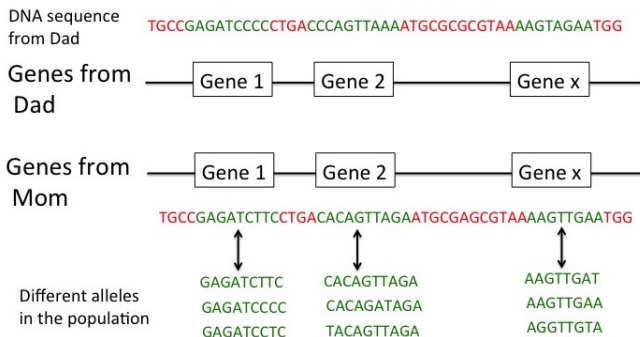 DNA sequence
from Dad
TGCCGAGATCCCCCTGACCCAGTTAAAATGCGCGCGTAAAAGTAGAATGG
Genes from
Dad
Gene 1
Gene 2
Gene x
Genes from
Mom
Gene 1
Gene 2
Gene x
TGCCGAGATCTTCCTGACACAGTTAGAATGCGAGCGTAAAAGTTGAATGG
Different alleles
in the population
GAGATCTTC
CACAGTTAGA
AAGTTGAT
GAGATCCCC
CACAGATAGA
AAGTTGAA
GAGATCCTC
TACAGTTAGA
AGGTTGTA